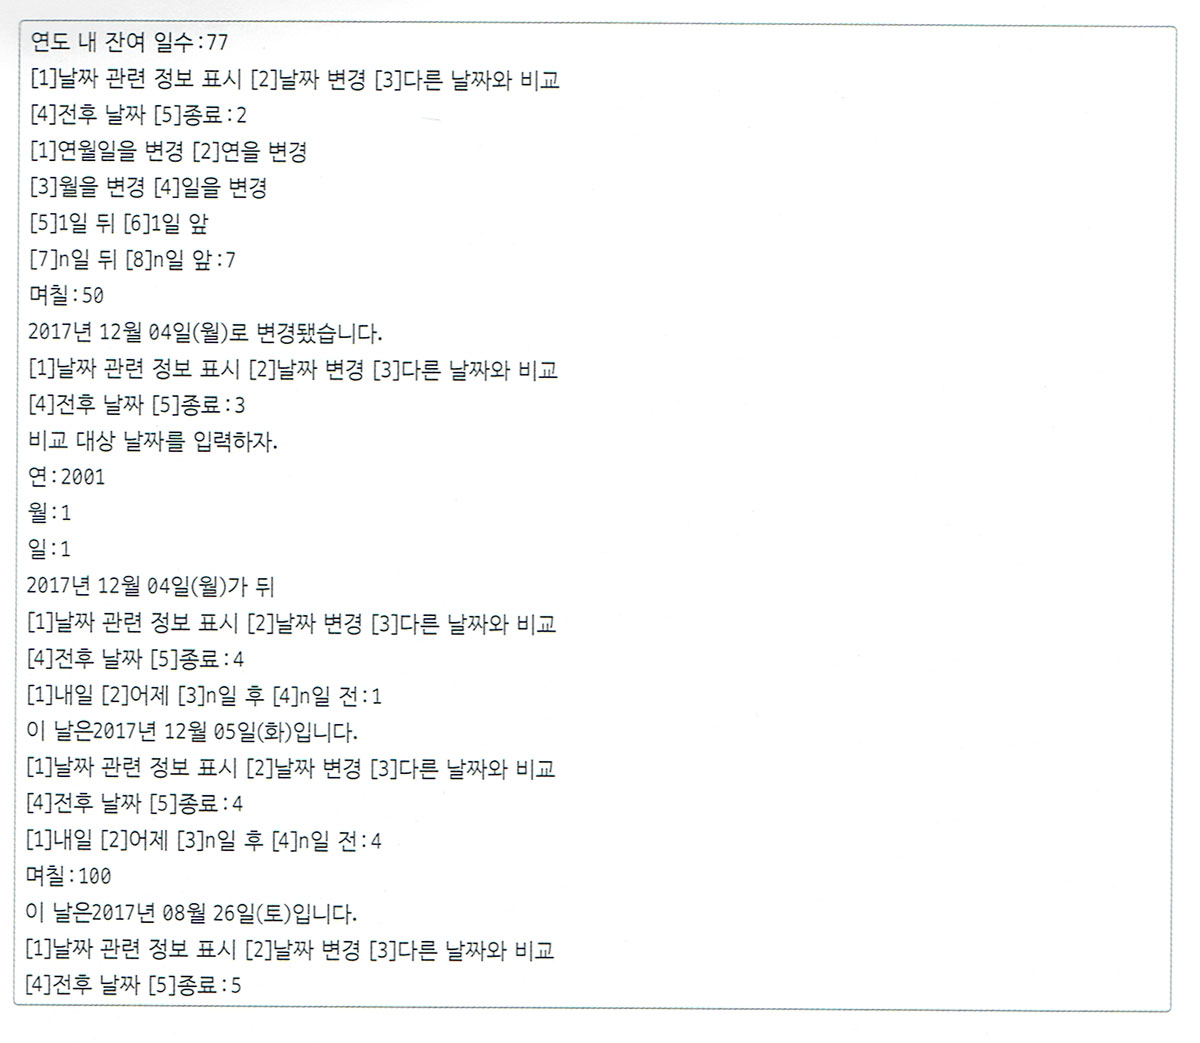 연도 내 잔여 일수:77
[1]날짜 관련 정보 표시 [2]날짜 변경 [3]다른 날짜와 비교
[4]전후 날짜 [5]종료:2
[1]연월일을 변경 [2]연을 변경
[3]월을 변경 [4]일을 변경
[5]1일 뒤 [6]1일 앞
[7]n일 뒤 [8]n일 앞:7
며칠:50
2017년 12월 04일(월)로 변경됐습니다.
[1]날짜 관련 정보 표시 [2]날짜 변경 [3]다른 날짜와 비교
[4]전후 날짜 [5]종료:3
비교 대상 날짜를 입력하자.
연:2001
월:1
일:1
2017년 12월 04일(월)가 뒤
[1]날짜 관련 정보 표시 [2]날짜 변경 [3]다른 날짜와 비교
[4]전후 날짜 [5]종료:4
[1]내일 [2]어제 [3]n일 후 [4]n일 전:1
이 날은2017년 12월 05일(화)입니다.
[1]날짜 관련 정보 표시 [2]날짜 변경 [3]다른 날짜와 비교
[4]전후 날짜 [5]종료:4
[1]내일 [2]어제 [3]n일 후 [4]n일 전:4
며칠:100
이 날은2017년 08월 26일(토)입니다.
[1]날짜 관련 정보 표시 [2]날짜 변경 [3]다른 날짜와 비교
[4]전후 날짜 [5]종료:5